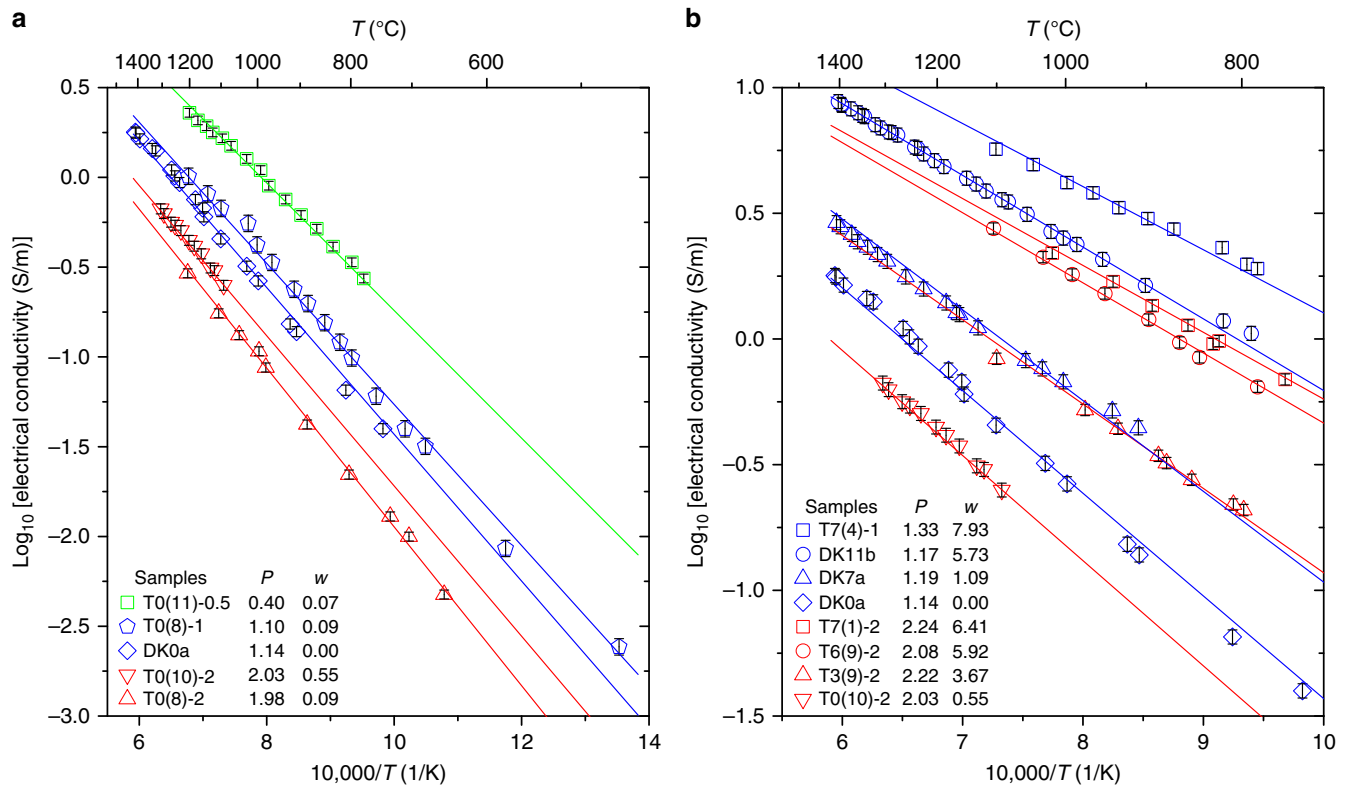 a
T (°C)
1400 1200 1000 800 600
0.5
0.0
−0.5
−1.0
−1.5
−2.0
−2.5
−3.0
Log10 [electrical conductivity (S/m)]
Samples P w
T0(11)-0.5 0.40 0.07
T0(8)-1 1.10 0.09
DK0a 1.14 0.00
T0(10)-2 2.03 0.55
T0(8)-2 1.98 0.09
6 8 10 12 14
10,000/T (1/K)
b
T (°C)
1400 1200 1000 800
1.0
0.5
0.0
−0.5
−1.0
−1.5
Log10 [electrical conductivity (S/m)]
Samples P w
T7(4)-1 1.33 7.93
DK11b 1.17 5.73
DK7a 1.19 1.09
DK0a 1.14 0.00
T7(1)-2 2.24 6.41
T6(9)-2 2.08 5.92
T3(9)-2 2.22 3.67
T0(10)-2 2.03 0.55
6 7 8 9 10
10,000/T (1/K)